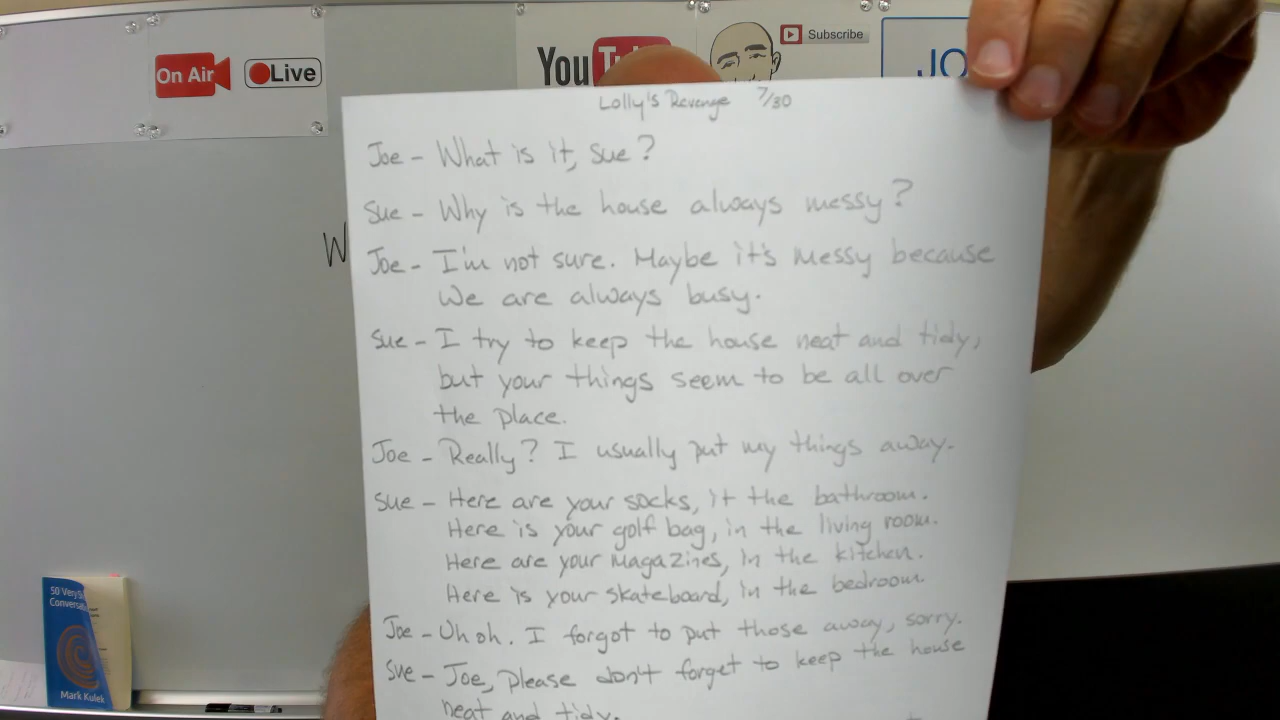 On Air
Live
YouTube
Subscribe
JO
W
Lolly's Revenge 7/30
Joe - What is it, Sue?
Sue - Why is the house always messy?
Joe - I'm not sure. Maybe it's messy because
we are always busy.
Sue - I try to keep the house neat and tidy,
but your things seem to be all over
the place.
Joe - Really? I usually put my things away.
Sue - Here are your socks, it the bathroom.
Here is your golf bag, in the living room.
Here are your magazines, in the kitchen.
Here is your skateboard, in the bedroom.
Joe - Uh oh. I forgot to put those away, sorry.
Sue - Joe, please don't forget to keep the house
neat and tidy.
50 Very
Conversa
Mark Kulek